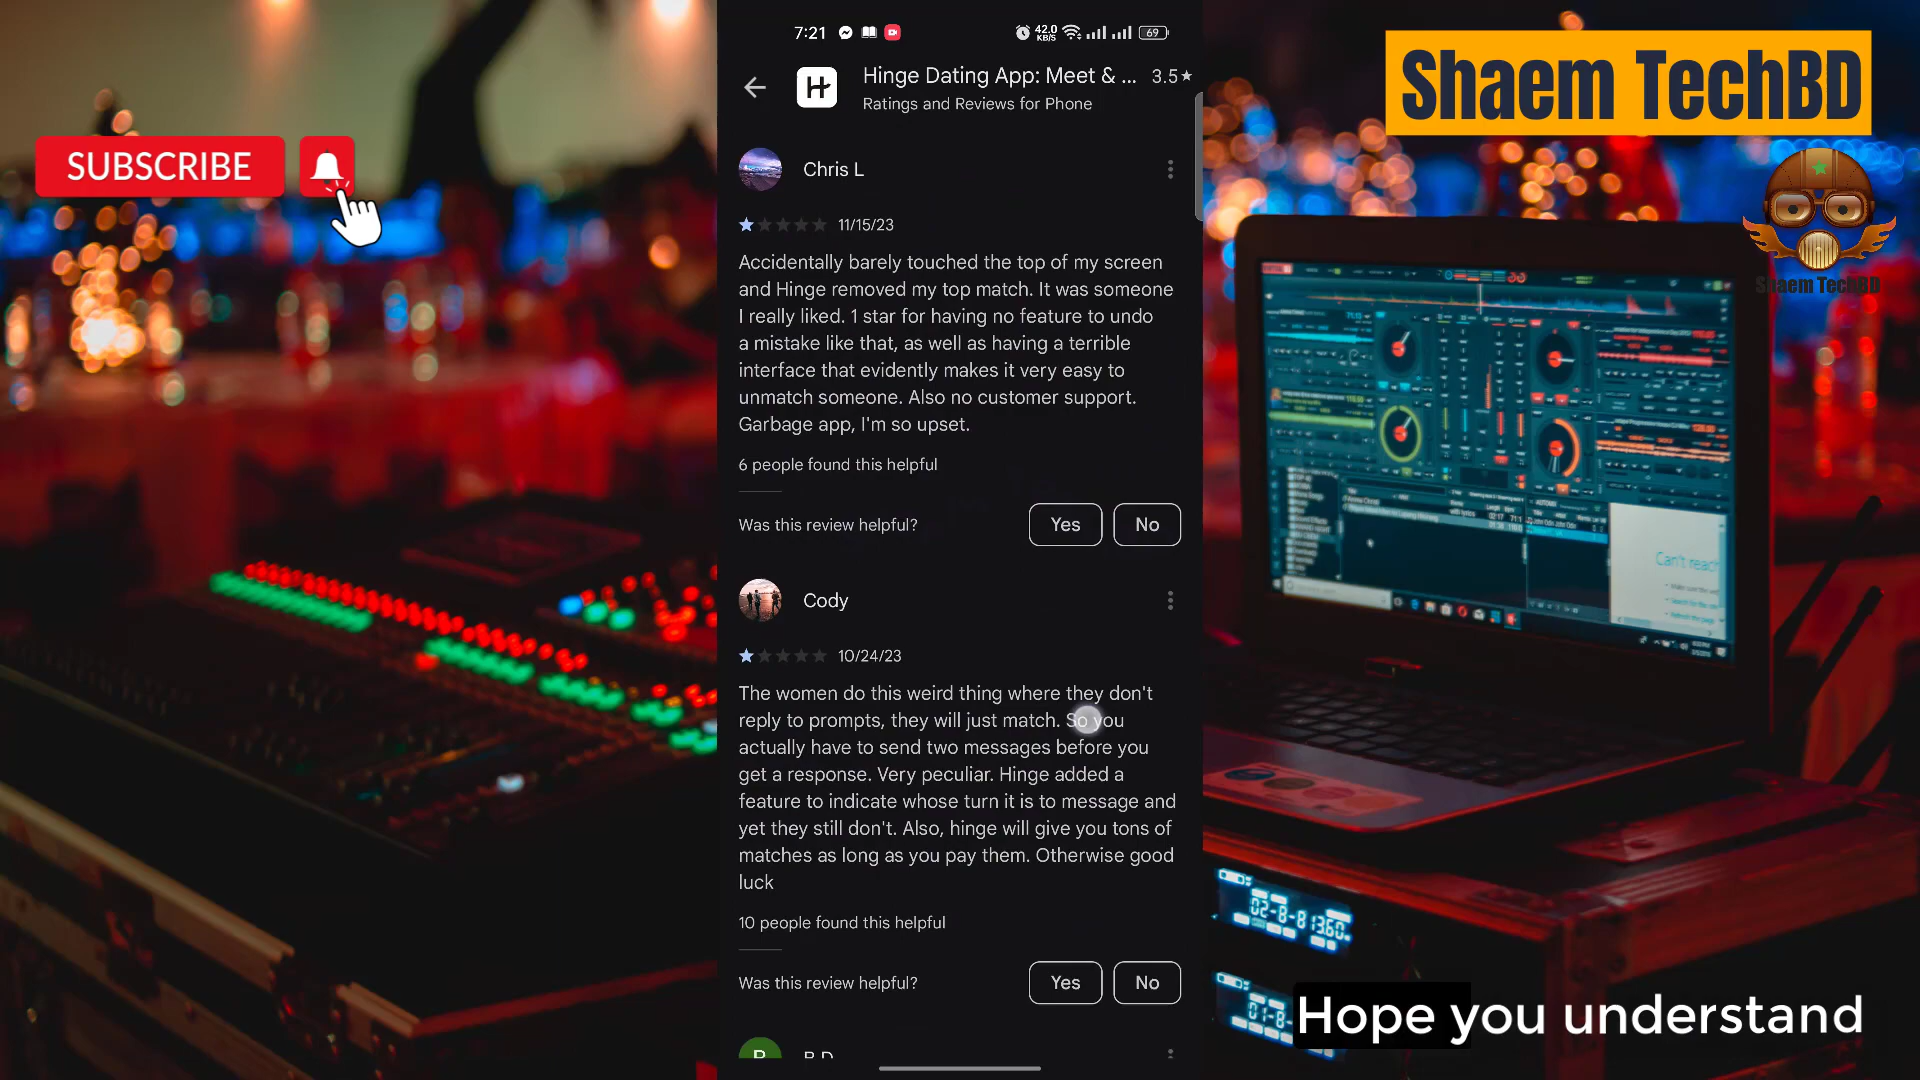 SUBSCRIBE
7:21
42.0
KB/S
69
Hinge Dating App: Meet & ...
3.5★
Ratings and Reviews for Phone
Chris L
11/15/23
Accidentally barely touched the top of my screen
and Hinge removed my top match. It was someone
I really liked. 1 star for having no feature to undo
a mistake like that, as well as having a terrible
interface that evidently makes it very easy to
unmatch someone. Also no customer support.
Garbage app, I'm so upset.
6 people found this helpful
Was this review helpful?
Yes
No
Cody
10/24/23
The women do this weird thing where they don't
reply to prompts, they will just match. So you
actually have to send two messages before you
get a response. Very peculiar. Hinge added a
feature to indicate whose turn it is to message and
yet they still don't. Also, hinge will give you tons of
matches as long as you pay them. Otherwise good
luck
10 people found this helpful
Was this review helpful?
Yes
No
Shaem TechBD
Shaem TechBD
Can't reach
Hope you understand